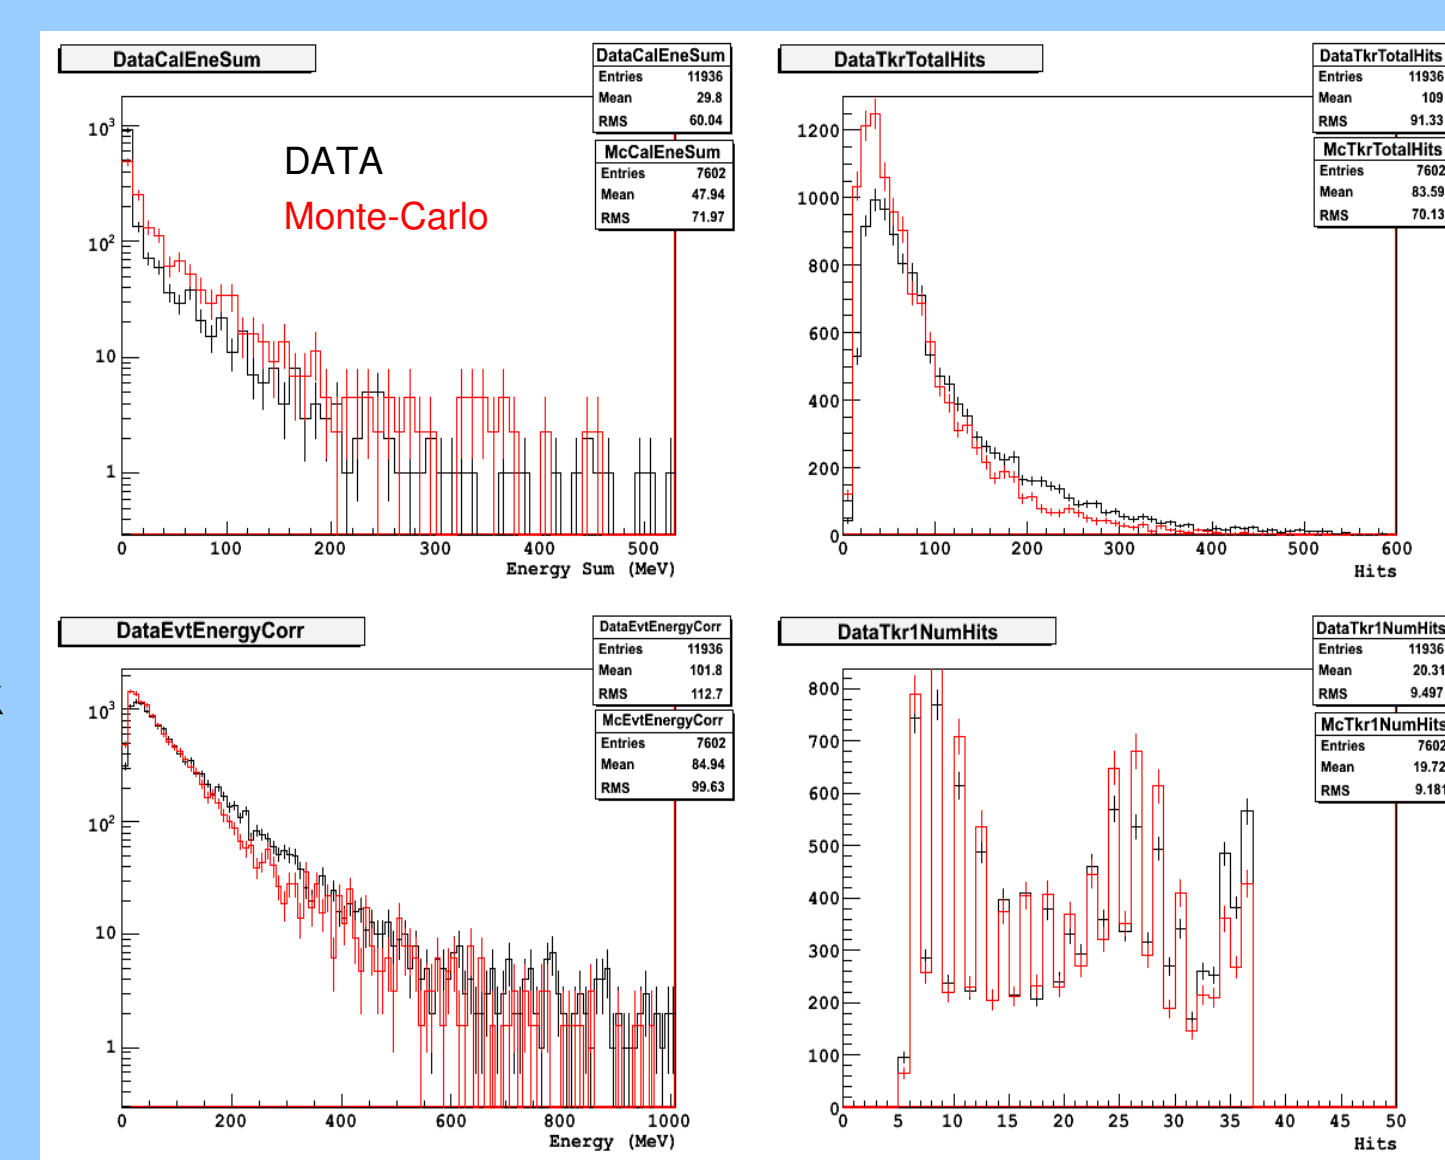 DataCalEneSum
DataCalEneSum
Entries 11936
Mean 29.8
RMS 60.04
McCalEneSum
Entries 7602
Mean 47.94
RMS 71.97
DATA
Monte-Carlo
10³
10²
10
1
0 100 200 300 400 500
Energy Sum (MeV)
DataTkrTotalHits
DataTkrTotalHits
Entries 11936
Mean 109
RMS 91.33
McTkrTotalHits
Entries 7602
Mean 83.59
RMS 70.13
1200
1000
800
600
400
200
0
0 100 200 300 400 500 600
Hits
DataEvtEnergyCorr
DataEvtEnergyCorr
Entries 11936
Mean 101.8
RMS 112.7
McEvtEnergyCorr
Entries 7602
Mean 84.94
RMS 99.63
10³
10²
10
1
0 200 400 600 800 1000
Energy (MeV)
DataTkr1NumHits
DataTkr1NumHits
Entries 11936
Mean 20.31
RMS 9.497
McTkr1NumHits
Entries 7602
Mean 19.72
RMS 9.181
800
700
600
500
400
300
200
100
0
0 5 10 15 20 25 30 35 40 45 50
Hits